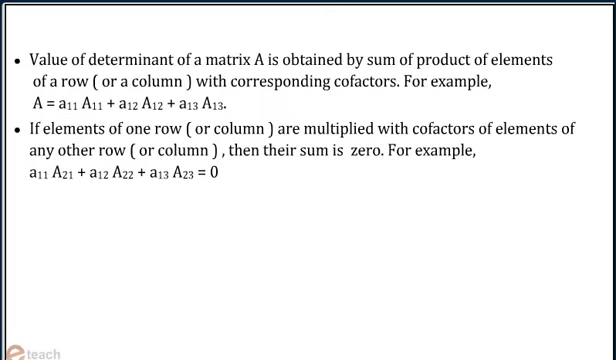 • Value of determinant of a matrix A is obtained by sum of product of elements
of a row ( or a column ) with corresponding cofactors. For example,
A = a₁₁ A₁₁ + a₁₂ A₁₂ + a₁₃ A₁₃.
• If elements of one row ( or column ) are multiplied with cofactors of elements of
any other row ( or column ) , then their sum is zero. For example,
a₁₁ A₂₁ + a₁₂ A₂₂ + a₁₃ A₂₃ = 0
e teach